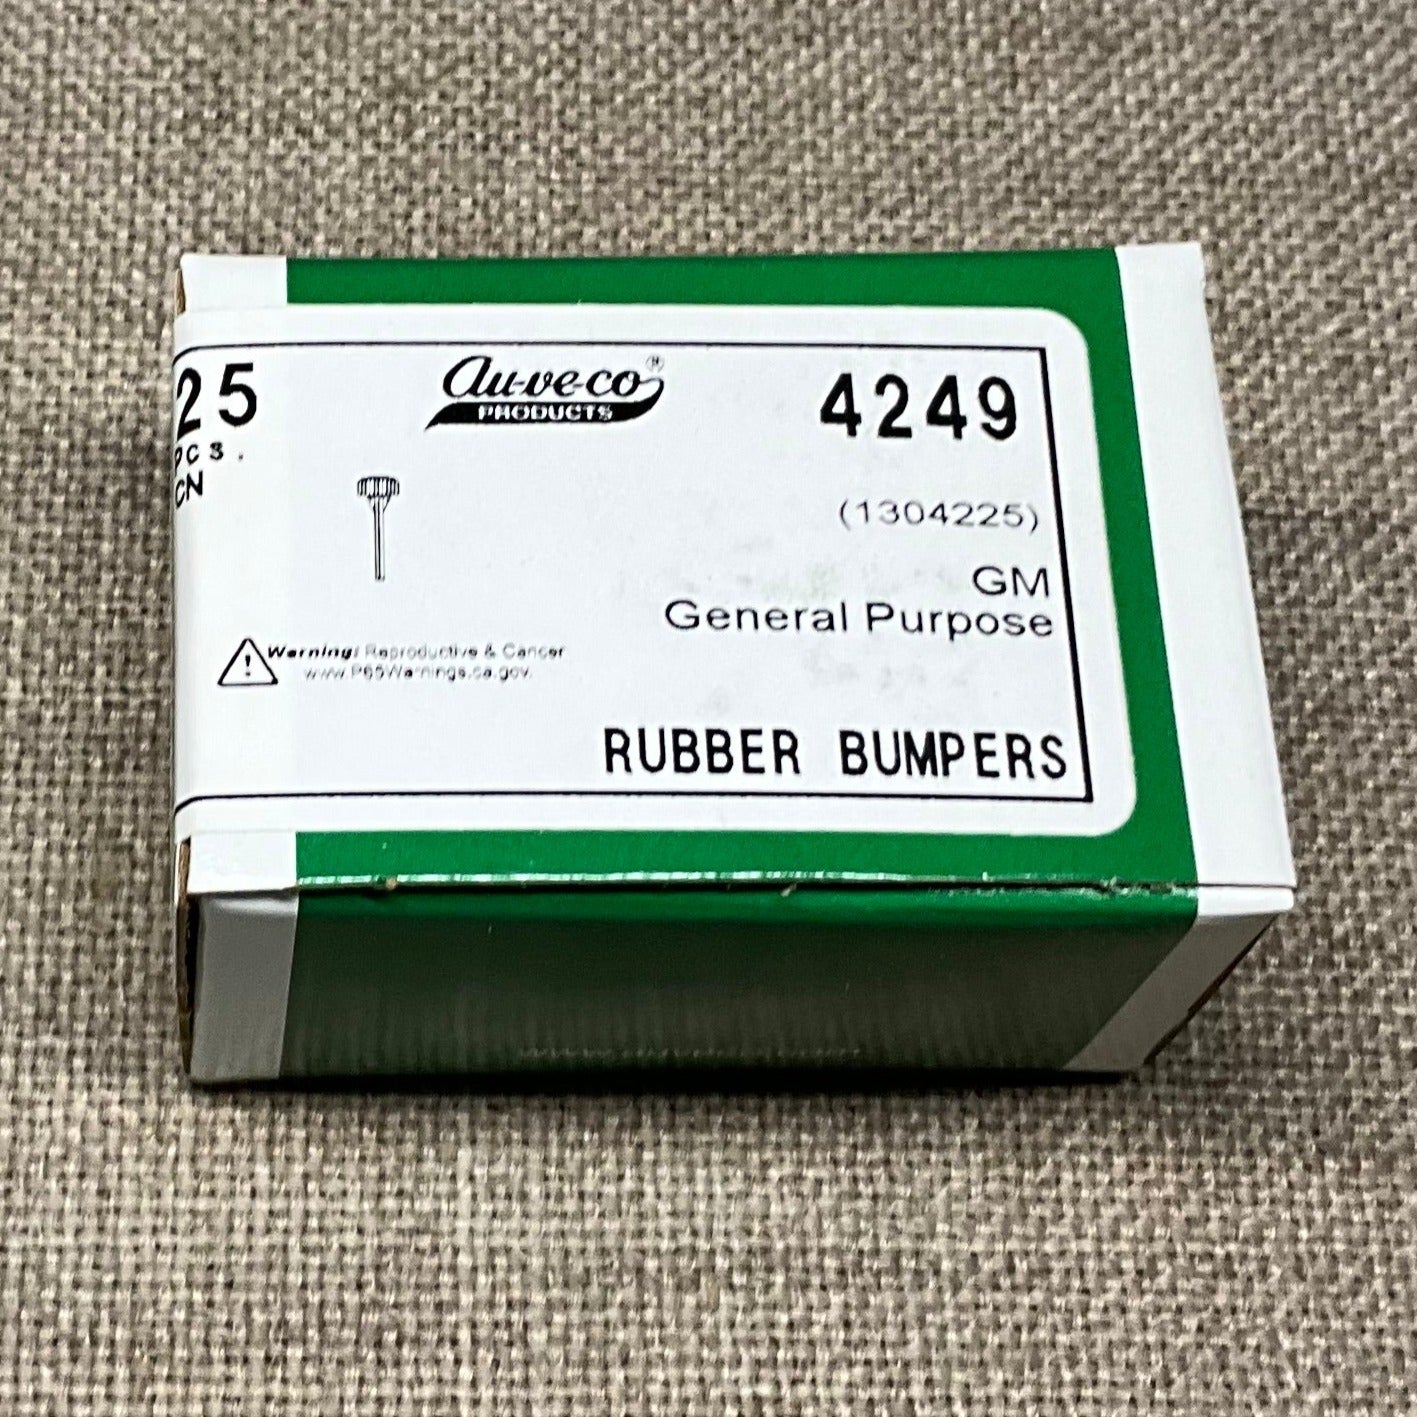 25
PCS.
CN
au-ve-co®
PRODUCTS
4249
(1304225)
GM
General Purpose
Warning: Reproductive & Cancer
www.P65Warnings.ca.gov
RUBBER BUMPERS